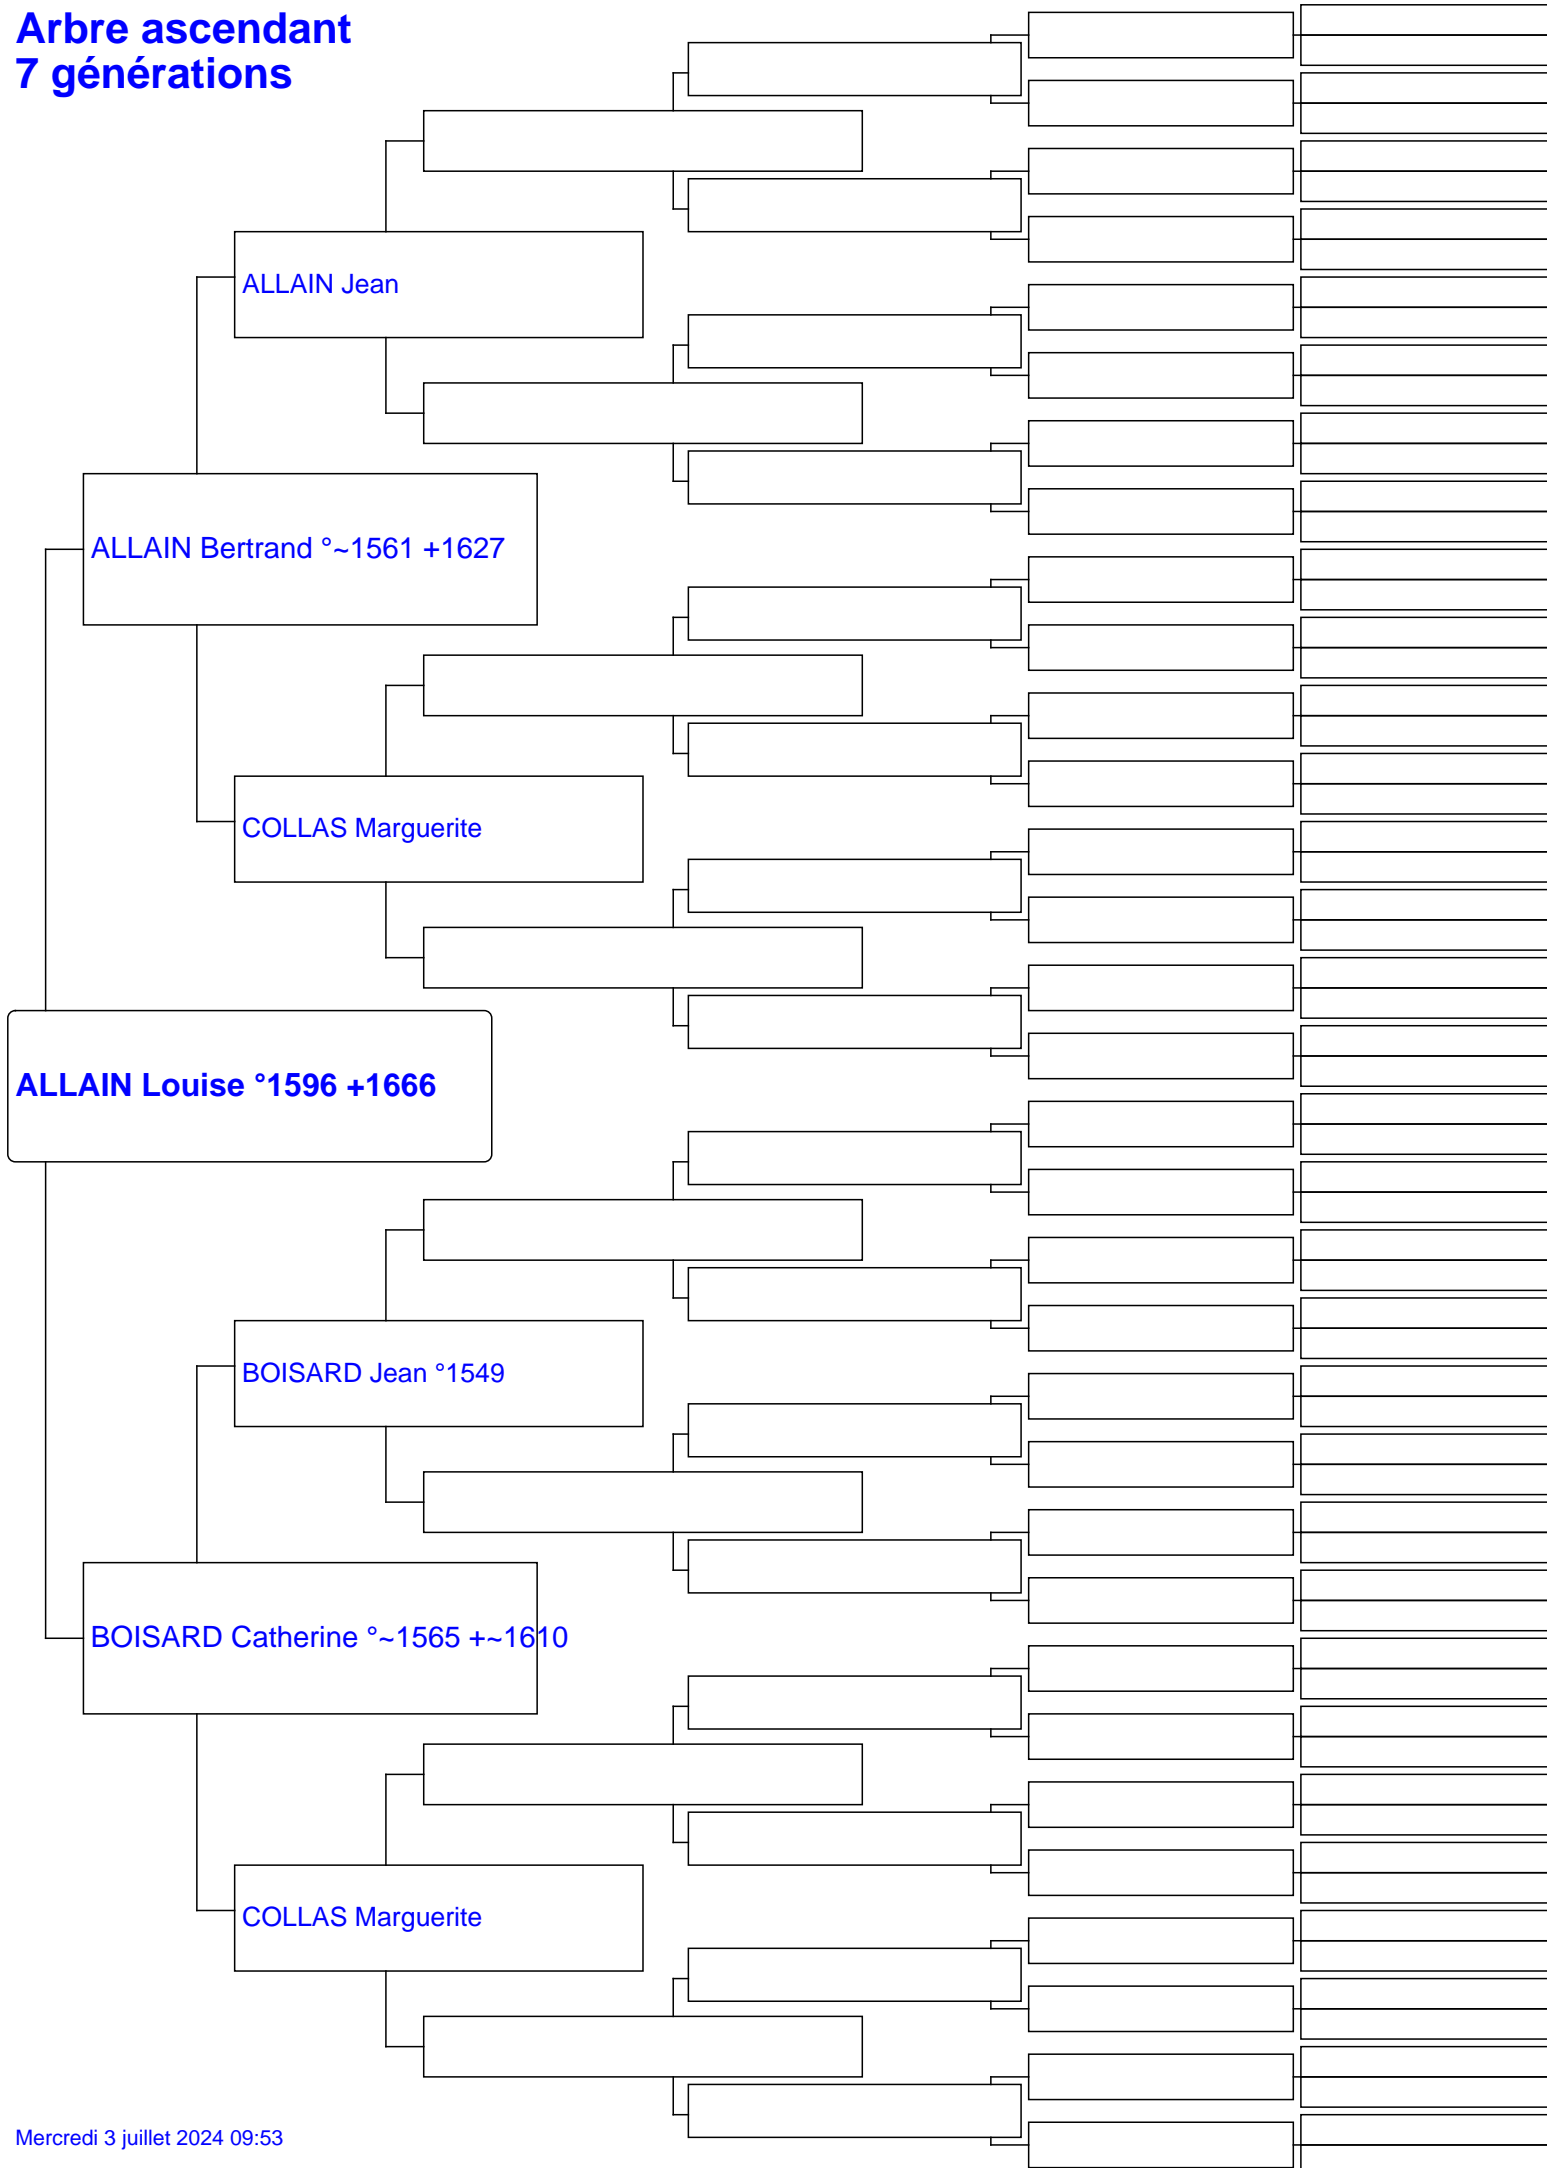 Arbre ascendant
7 générations
ALLAIN Jean
ALLAIN Bertrand °~1561 +1627
COLLAS Marguerite
ALLAIN Louise °1596 +1666
BOISARD Jean °1549
BOISARD Catherine °~1565 +~1610
COLLAS Marguerite
Mercredi 3 juillet 2024 09:53